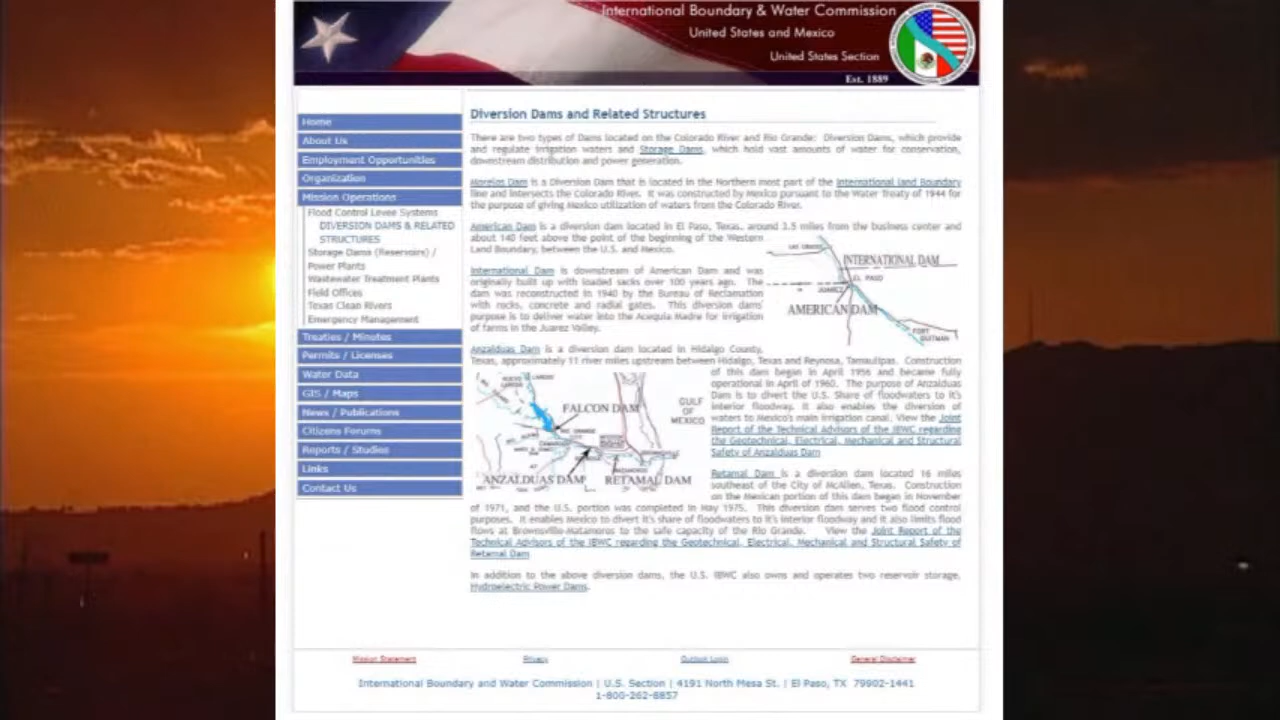 International Boundary & Water Commission
United States and Mexico
United States Section
Est. 1889
Home
About Us
Employment Opportunities
Organization
Mission Operations
Flood Control Levee Systems
DIVERSION DAMS & RELATED
STRUCTURES
Storage Dams (Reservoirs) /
Power Plants
Wastewater Treatment Plants
Field Offices
Texas Clean Rivers
Emergency Management
Treaties / Minutes
Permits / Licenses
Water Data
GIS / Maps
News / Publications
Citizens Forums
Reports / Studies
Links
Contact Us
Diversion Dams and Related Structures
There are two types of Dams located on the Colorado River and Rio Grande: Diversion Dams, which provide
and regulate irrigation waters and Storage Dams, which hold vast amounts of water for conservation,
downstream distribution and power generation.
Morelos Dam is a Diversion Dam that is located in the Northern most part of the International land Boundary
line and intersects the Colorado River. It was constructed by Mexico pursuant to the Water Treaty of 1944 for
the purpose of giving Mexico utilization of waters from the Colorado River.
American Dam is a diversion dam located in El Paso, Texas, around 3.5 miles from the business center and
about 140 feet above the point of the beginning of the Western
Land Boundary, between the U.S. and Mexico.
International Dam is downstream of American Dam and was
originally built up with loaded sacks over 300 years ago. The
dam was reconstructed in 1940 by the Bureau of Reclamation
with rocks, concrete and radial gates. This diversion dams'
purpose is to deliver water into the Acequia Madre for irrigation
of farms in the Juarez Valley.
LAS CRUCES
INTERNATIONAL DAM
EL PASO
JUAREZ
AMERICAN DAM
FORT
QUITMAN
Anzalduas Dam is a diversion dam located in Hidalgo County,
Texas, approximately 11 river miles upstream between Hidalgo, Texas and Reynosa, Tamaulipas. Construction
of this dam began in April 1956 and became fully
operational in April of 1960. The purpose of Anzalduas
Dam is to divert the U.S. Share of floodwaters to it's
interior floodway. It also enables the diversion of
waters to Mexico's main irrigation canal. View the Joint
Report of the Technical Advisors of the IBWC regarding
the Geotechnical, Electrical, Mechanical and Structural
Safety of Anzalduas Dam
NUEVO LAREDO
LAREDO
FALCON DAM
GULF
OF
MEXICO
RIO GRANDE
ANZALDUAS DAM
RETAMAL DAM
Retamal Dam is a diversion dam located 16 miles
southeast of the City of McAllen, Texas. Construction
on the Mexican portion of this dam began in November
of 1971, and the U.S. portion was completed in May 1975. This diversion dam serves two flood control
purposes. It enables Mexico to divert it's share of floodwaters to it's interior floodway and it also limits flood
flows at Brownsville-Matamoros to the safe capacity of the Rio Grande. View the Joint Report of the
Technical Advisors of the IBWC regarding the Geotechnical, Electrical, Mechanical and Structural Safety of
Retamal Dam
In addition to the above diversion dams, the U.S. IBWC also owns and operates two reservoir storage,
Hydroelectric Power Dams.
Mission Statement
Privacy
Outlook Login
General Disclaimer
International Boundary and Water Commission | U.S. Section | 4191 North Mesa St. | El Paso, TX 79902-1441
1-800-262-8857